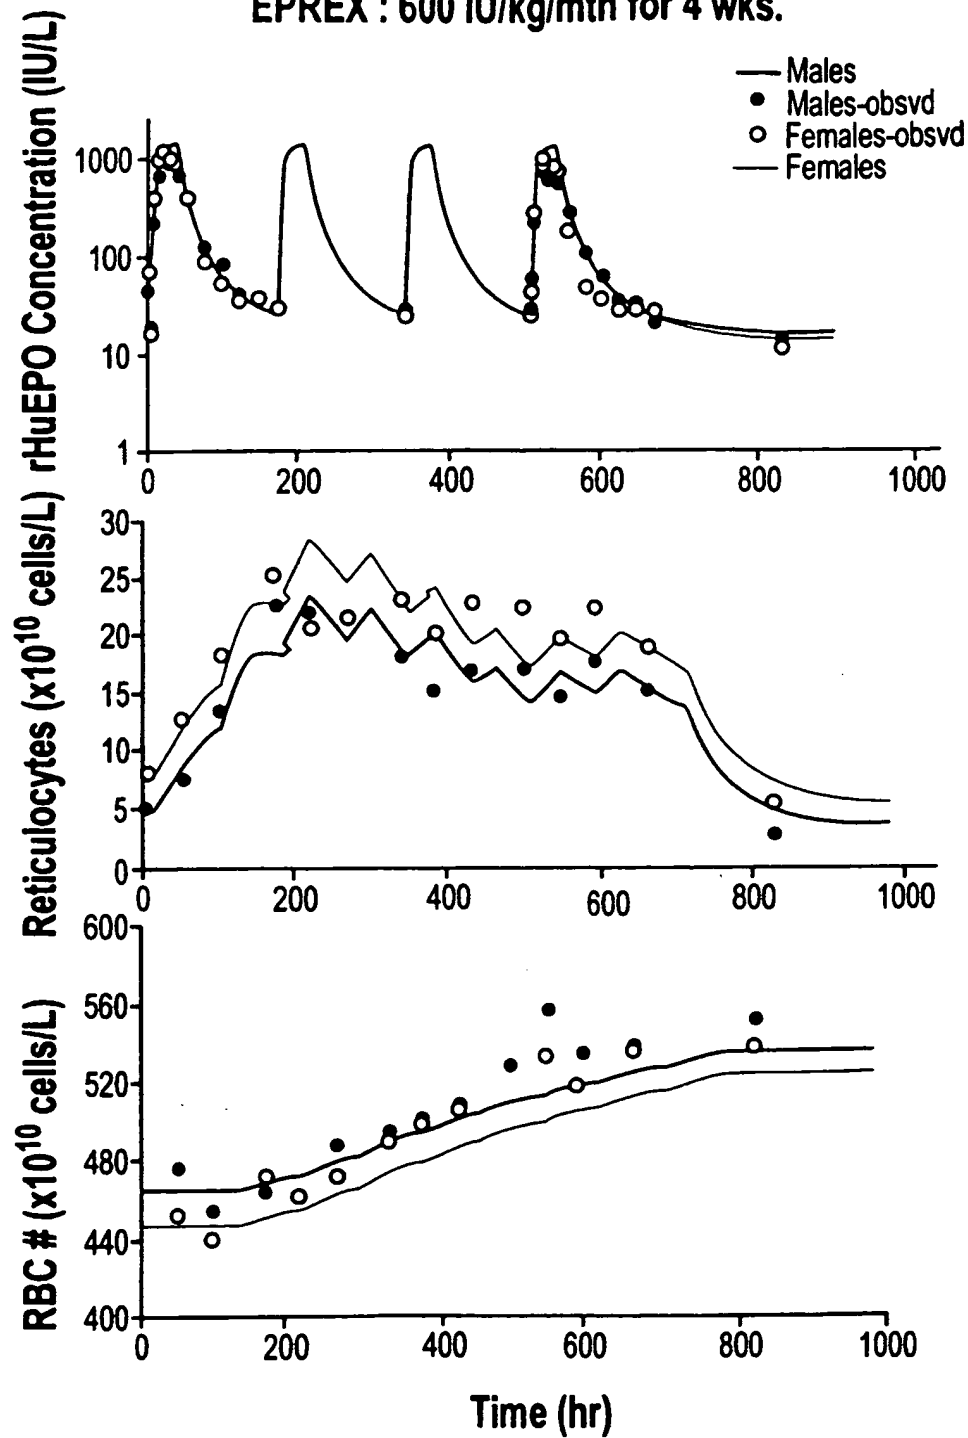 EPREX : 600 IU/kg/mth for 4 wks.
Males
Males-obsvd
Females-obsvd
Females
rHuEPO Concentration (IU/L)
1000
100
10
1
0 200 400 600 800 1000
Reticulocytes (x10¹⁰ cells/L)
30
25
20
15
10
5
0
0 200 400 600 800 1000
RBC # (x10¹⁰ cells/L)
600
560
520
480
440
400
0 200 400 600 800 1000
Time (hr)